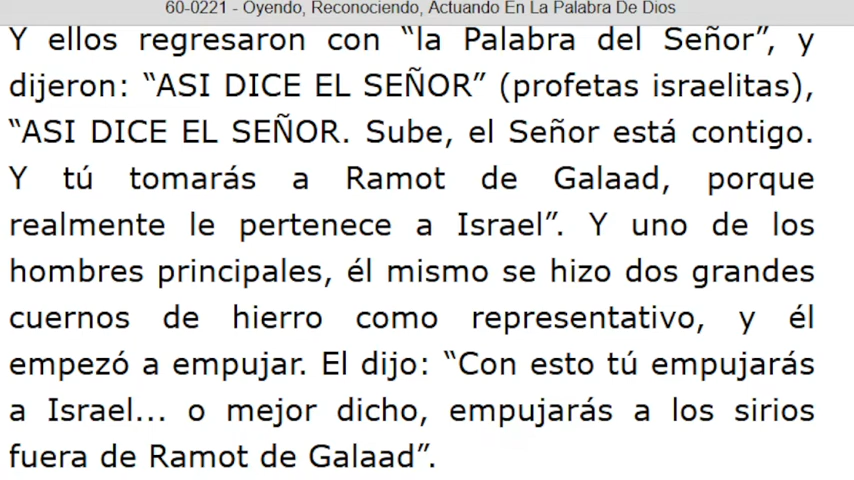 60-0221 - Oyendo, Reconociendo, Actuando En La Palabra De Dios
Y ellos regresaron con “la Palabra del Señor”, y
dijeron: “ASI DICE EL SEÑOR” (profetas israelitas),
“ASI DICE EL SEÑOR. Sube, el Señor está contigo.
Y tú tomarás a Ramot de Galaad, porque
realmente le pertenece a Israel”. Y uno de los
hombres principales, él mismo se hizo dos grandes
cuernos de hierro como representativo, y él
empezó a empujar. El dijo: “Con esto tú empujarás
a Israel... o mejor dicho, empujarás a los sirios
fuera de Ramot de Galaad”.